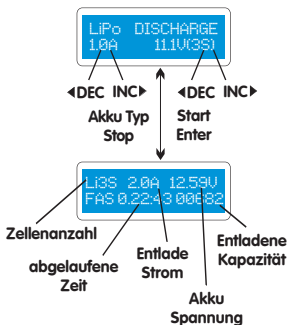 LiPo DISCHARGE
1.0A 11.1V(3S)
◀DEC INC▶ ◀DEC INC▶
Akku Typ Start
Stop Enter
Li3S 2.0A 12.59V
FAS 0.22:43 00682
Zellenanzahl
Entladene
Kapazität
Entlade
Strom
abgelaufene
Zeit
Akku
Spannung